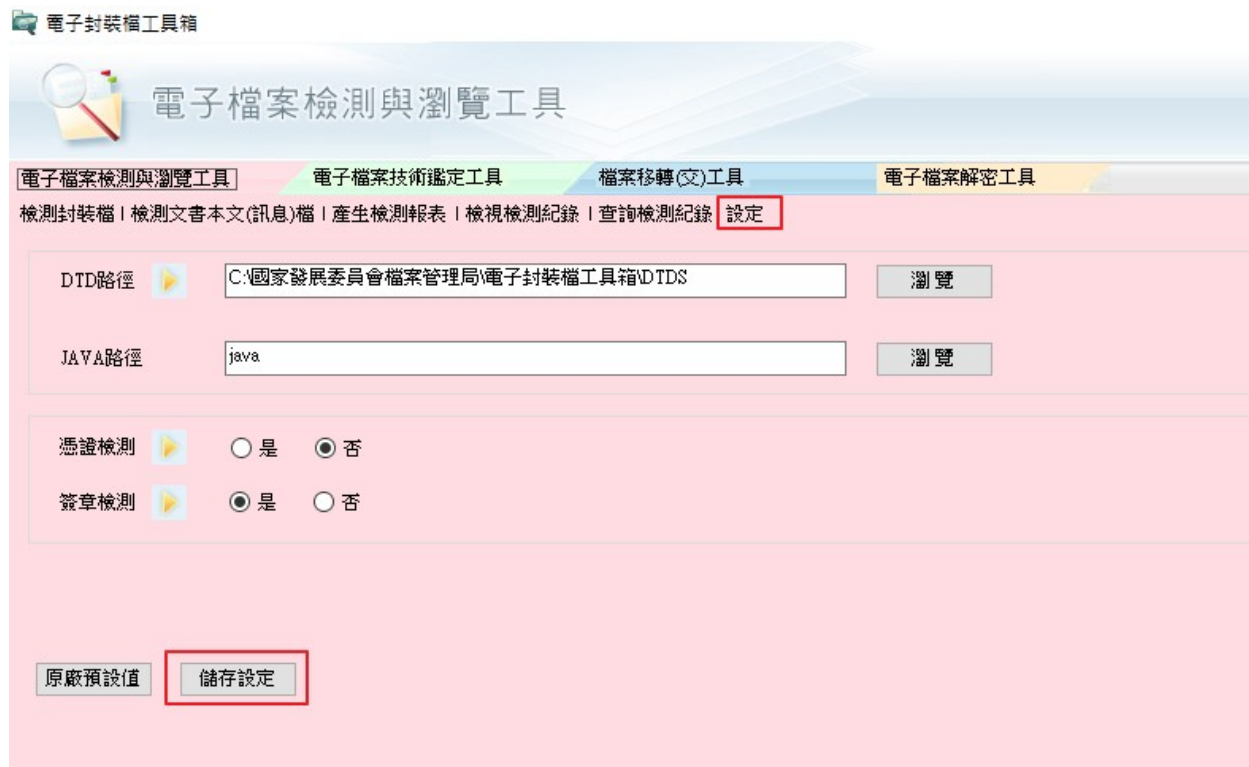 電子封裝檔工具箱
電子檔案檢測與瀏覽工具
電子檔案檢測與瀏覽工具 電子檔案技術鑑定工具 檔案移轉(交)工具 電子檔案解密工具
檢測封裝檔 | 檢測文書本文(訊息)檔 | 產生檢測報表 | 檢視檢測紀錄 | 查詢檢測紀錄 設定
DTD路徑 C:\國家發展委員會檔案管理局\電子封裝檔工具箱\DTDS 瀏覽
JAVA路徑 java 瀏覽
憑證檢測 是 否
簽章檢測 是 否
原廠預設值 儲存設定